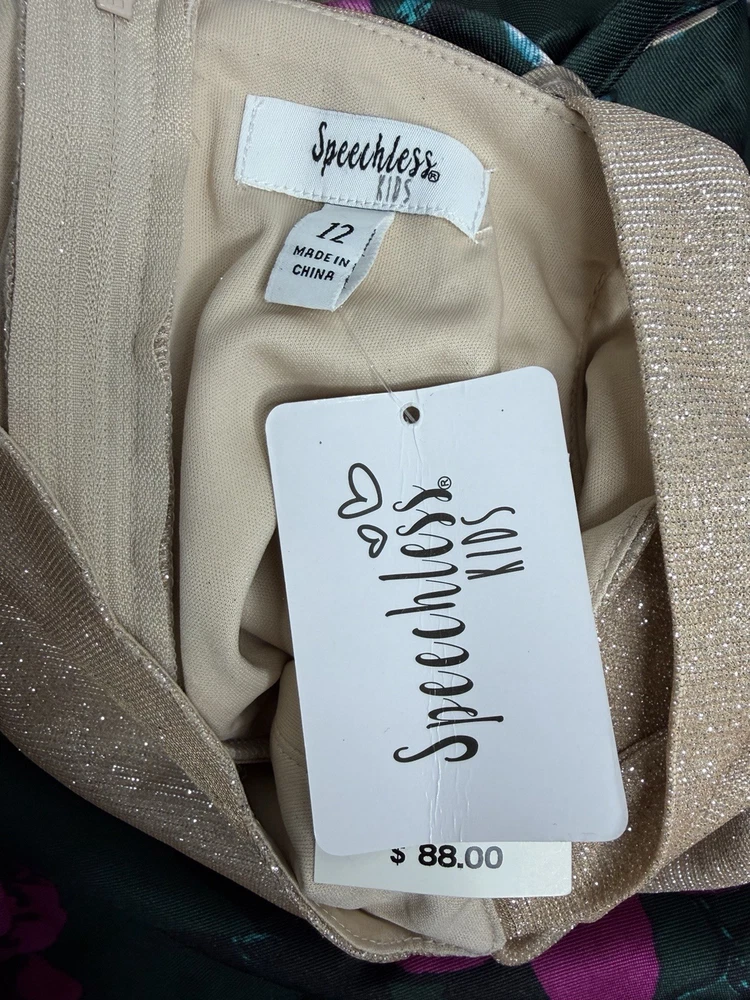 Speechless®
KIDS
12
MADE IN
CHINA
Speechless®
KIDS
$ 88.00